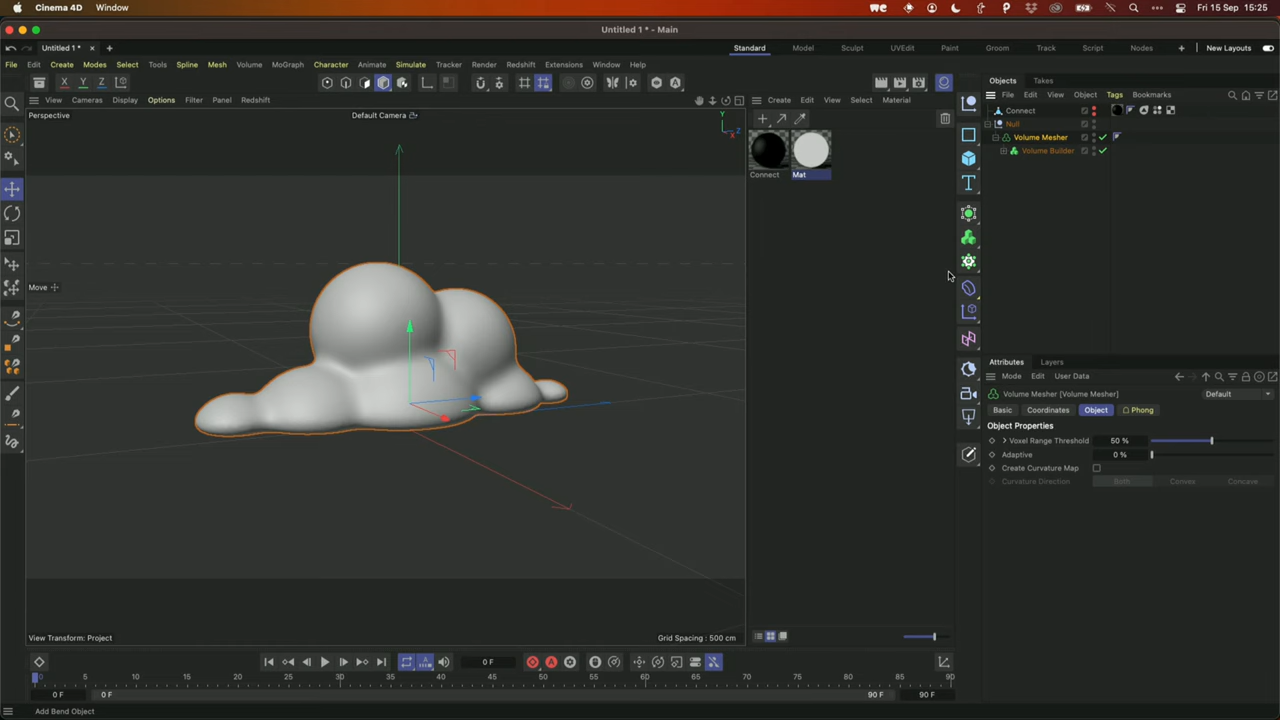 Cinema 4D Window Fri 15 Sep 15:25
Untitled 1 * - Main
Untitled 1 * Standard Model Sculpt UVEdit Paint Groom Track Script Nodes New Layouts
File Edit Create Modes Select Tools Spline Mesh Volume MoGraph Character Animate Simulate Tracker Render Redshift Extensions Window Help
Objects Takes
X Y Z
File Edit View Object Tags Bookmarks
View Cameras Display Options Filter Panel Redshift
Create Edit View Select Material
Perspective Default Camera
Y
Z
Connect
Null
Volume Mesher
Volume Builder
Connect Mat
Move
Attributes Layers
Mode Edit User Data
Volume Mesher [Volume Mesher] Default
Basic Coordinates Object Phong
Object Properties
Voxel Range Threshold 50 %
Adaptive 0 %
Create Curvature Map
Curvature Direction Both Convex Concave
View Transform: Project Grid Spacing : 500 cm
0 F
0 5 10 15 20 25 30 35 40 45 50 55 60 65 70 75 80 85 90
0 F 0 F 90 F 90 F
Add Bend Object